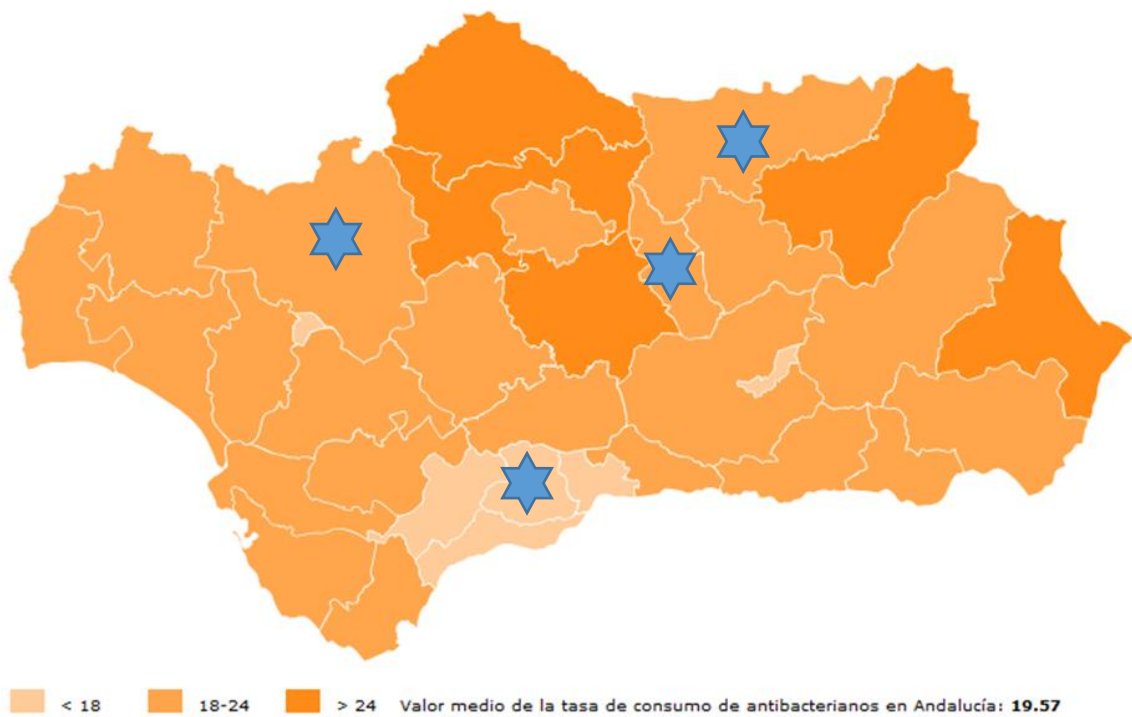 < 18 18-24 > 24 Valor medio de la tasa de consumo de antibacterianos en Andalucía: 19.57